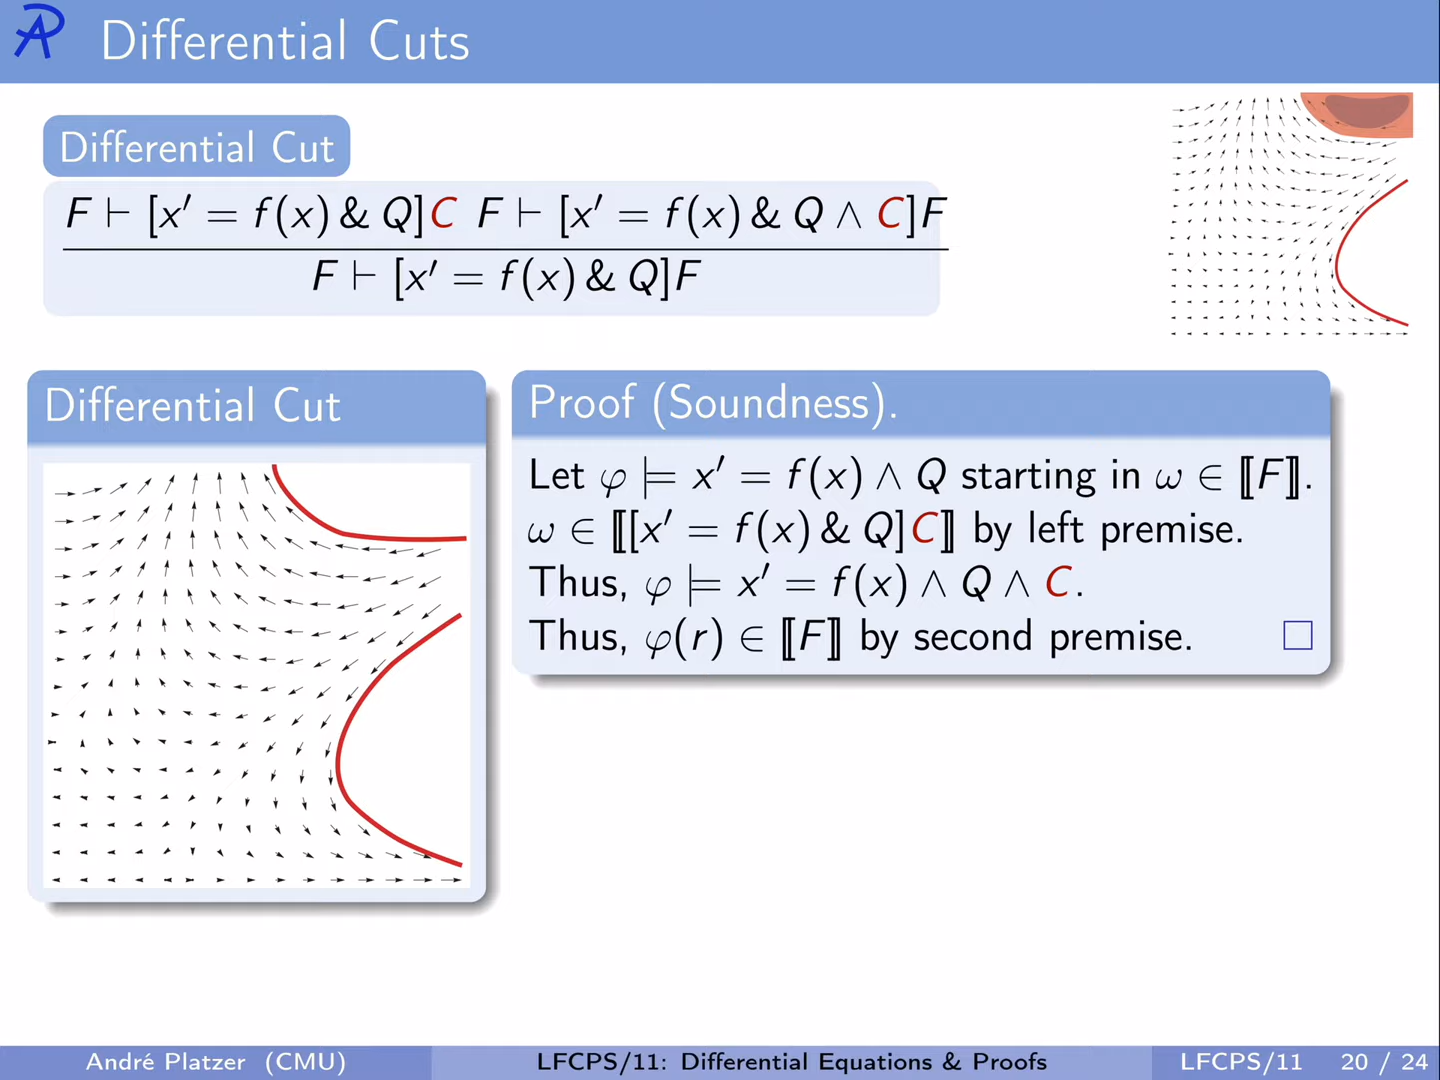 Differential Cuts
Differential Cut
F ⊢ [x′ = f(x) & Q]C F ⊢ [x′ = f(x) & Q ∧ C]F
F ⊢ [x′ = f(x) & Q]F
Differential Cut
Proof (Soundness).
Let φ ⊨ x′ = f(x) ∧ Q starting in ω ∈ ⟦F⟧.
ω ∈ ⟦[x′ = f(x) & Q]C⟧ by left premise.
Thus, φ ⊨ x′ = f(x) ∧ Q ∧ C.
Thus, φ(r) ∈ ⟦F⟧ by second premise. □
André Platzer (CMU) LFCPS/11: Differential Equations & Proofs LFCPS/11 20 / 24